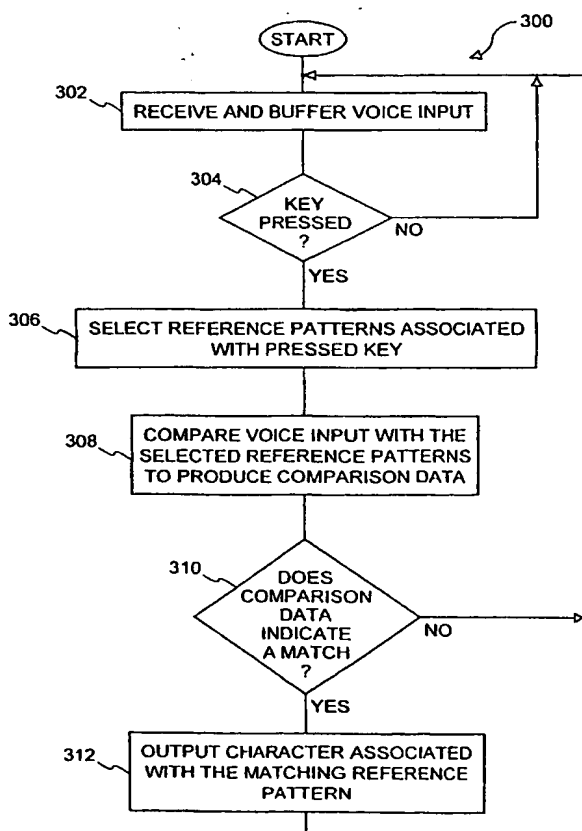 START
300
302
RECEIVE AND BUFFER VOICE INPUT
304
KEY
PRESSED
?
NO
YES
306
SELECT REFERENCE PATTERNS ASSOCIATED
WITH PRESSED KEY
308
COMPARE VOICE INPUT WITH THE
SELECTED REFERENCE PATTERNS
TO PRODUCE COMPARISON DATA
310
DOES
COMPARISON
DATA
INDICATE
A MATCH
?
NO
YES
312
OUTPUT CHARACTER ASSOCIATED
WITH THE MATCHING REFERENCE
PATTERN